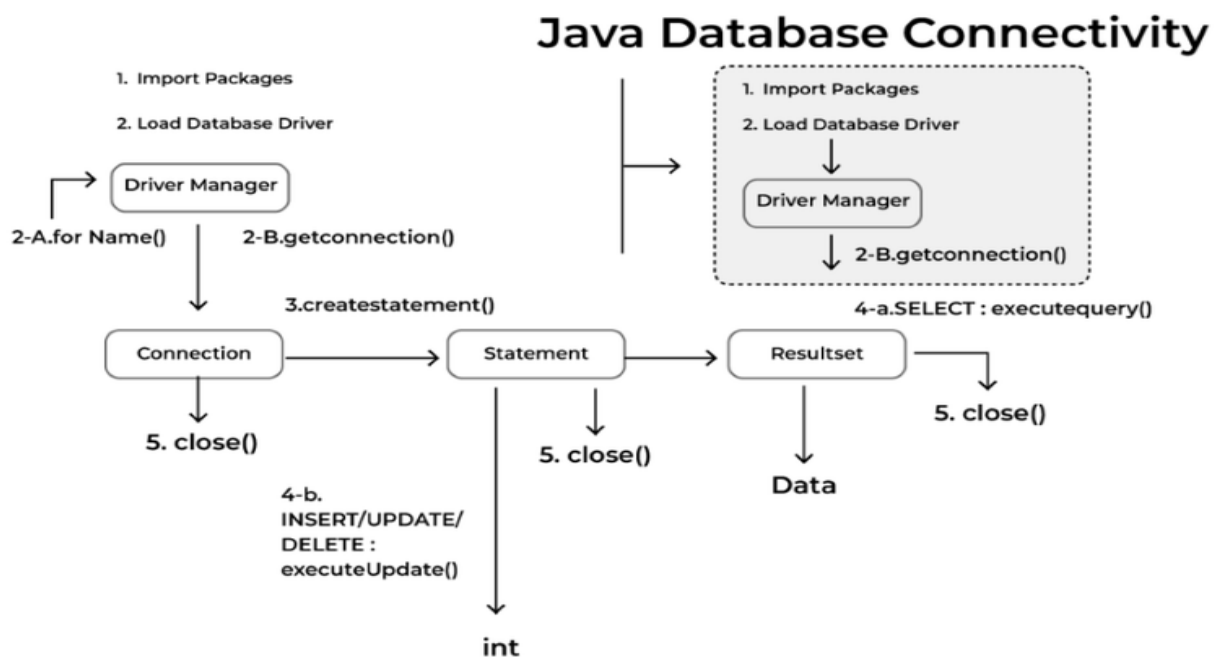 Java Database Connectivity
1. Import Packages
2. Load Database Driver
Driver Manager
2-A.for Name()
2-B.getconnection()
1. Import Packages
2. Load Database Driver
Driver Manager
2-B.getconnection()
3.createstatement()
4-a.SELECT : executequery()
Connection
Statement
Resultset
5. close()
5. close()
5. close()
Data
4-b.
INSERT/UPDATE/
DELETE :
executeUpdate()
int